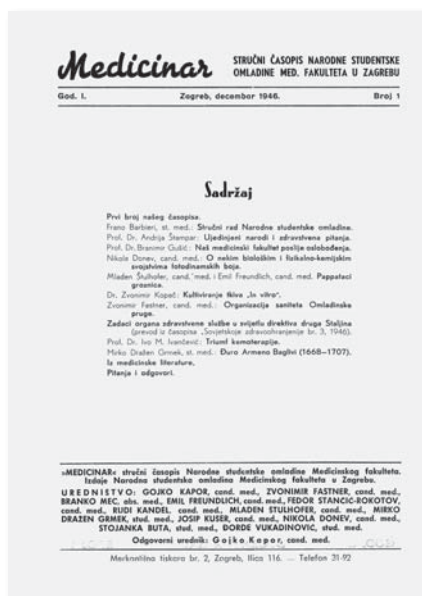 Medicinar
STRUČNI ČASOPIS NARODNE STUDENTSKE
OMLADINE MED. FAKULTETA U ZAGREBU
God. I.
Zagreb, decembar 1946.
Broj 1
Sadržaj
Prvi broj našeg časopisa.
Frano Barbieri, st. med.: Stručni rad Narodne studentske omladine.
Prof. Dr. Andrija Štampar: Ujedinjeni narodi i zdravstvena pitanja.
Prof. Dr. Branimir Gušić: Naš medicinski fakultet poslije oslobođenja.
Nikola Donev, cand. med.: O nekim biološkim i fizikalno-kemijskim
svojstvima fotodinamskih boja.
Mladen Štulhofer, cand. med. i Emil Freundlich, cand. med. Pappataci
groznica.
Dr. Zvonimir Kopač: Kultiviranje tkiva „in vitro“.
Zvonimir Fastner, cand. med.: Organizacija saniteta Omladinske
pruge.
Zadaci organa zdravstvene službe u svijetlu direktiva druga Staljina
(prevod iz časopisa „Sovjetskoje zdravoohranjenije br. 3, 1946).
Prof. Dr. Ivo M. Ivančević: Triumf kemoterapije.
Mirko Dražen Grmek, st. med.: Đuro Armeno Baglivi (1668—1707).
Iz medicinske literature.
Pitanja i odgovori.
»MEDICINAR« stručni časopis Narodne studentske omladine Medicinskog fakulteta.
Izdaje Narodna studentska omladina Medicinskog fakulteta u Zagrebu.
UREDNIŠTVO: GOJKO KAPOR, cand. med., ZVONIMIR FASTNER, cand. med.,
BRANKO MEC, abs. med., EMIL FREUNDLICH, cand. med., FEDOR STANČIĆ-ROKOTOV,
cand. med., RUDI KANDEL, cand. med., MLADEN ŠTULHOFER, cand. med., MIRKO
DRAŽEN GRMEK, stud. med., JOSIP KUSER, cand. med., NIKOLA DONEV, cand. med.,
STOJANKA BUTA, stud. med., ĐORĐE VUKADINOVIĆ, stud. med.
Odgovorni urednik: Gojko Kapor, cand. med.
Merkantilna tiskara br. 2, Zagreb, Ilica 116. — Telefon 31-92